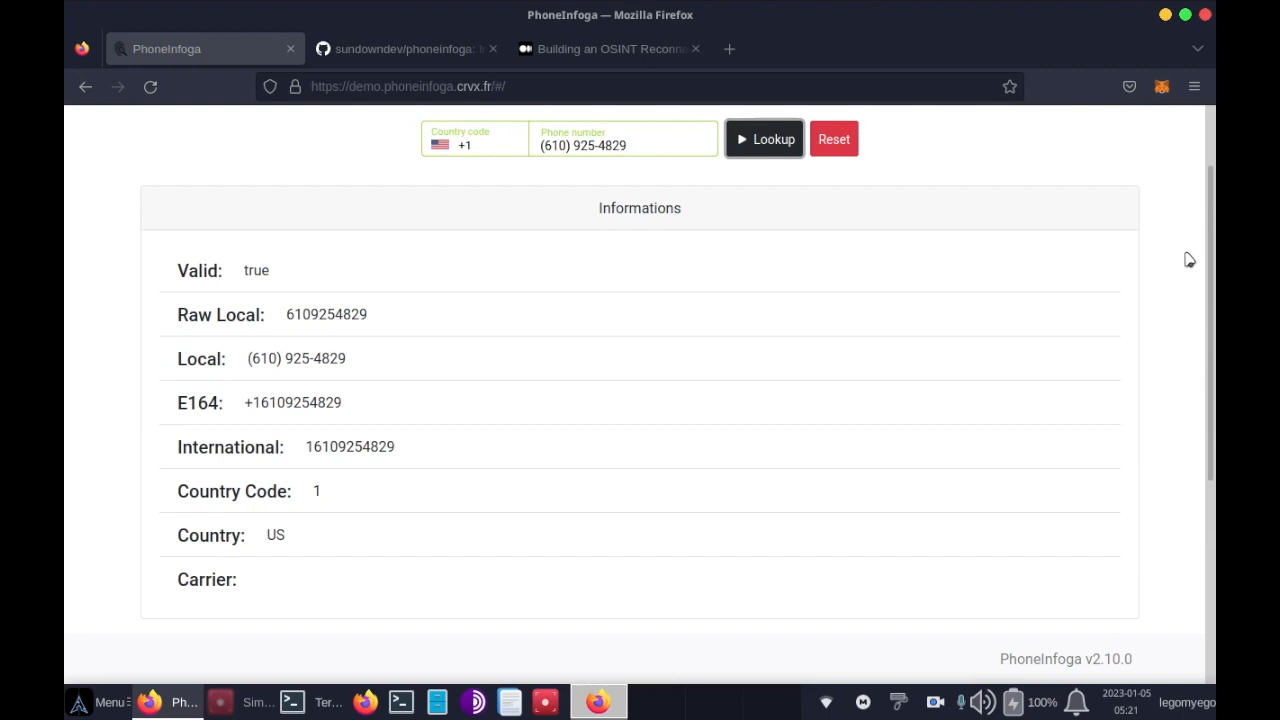 PhoneInfoga — Mozilla Firefox
PhoneInfoga
sundowndev/phoneinfoga: I
Building an OSINT Reconn
https://demo.phoneinfoga.crvx.fr/#/
Country code
+1
Phone number
(610) 925-4829
Lookup
Reset
Informations
Valid: true
Raw Local: 6109254829
Local: (610) 925-4829
E164: +16109254829
International: 16109254829
Country Code: 1
Country: US
Carrier:
PhoneInfoga v2.10.0
Menu
Ph...
Sim...
Ter...
M
100%
2023-01-05
05:21
legomyego